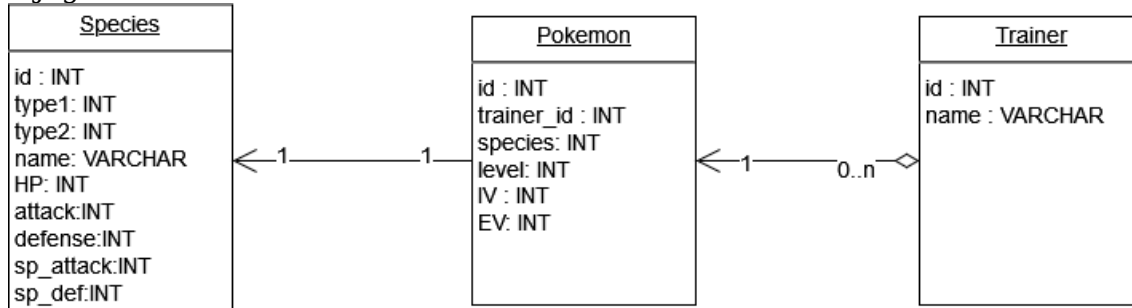 Species
id : INT
type1: INT
type2: INT
name: VARCHAR
HP: INT
attack:INT
defense:INT
sp_attack:INT
sp_def:INT
1
1
Pokemon
id : INT
trainer_id : INT
species: INT
level: INT
IV : INT
EV: INT
1
0..n
Trainer
id : INT
name : VARCHAR